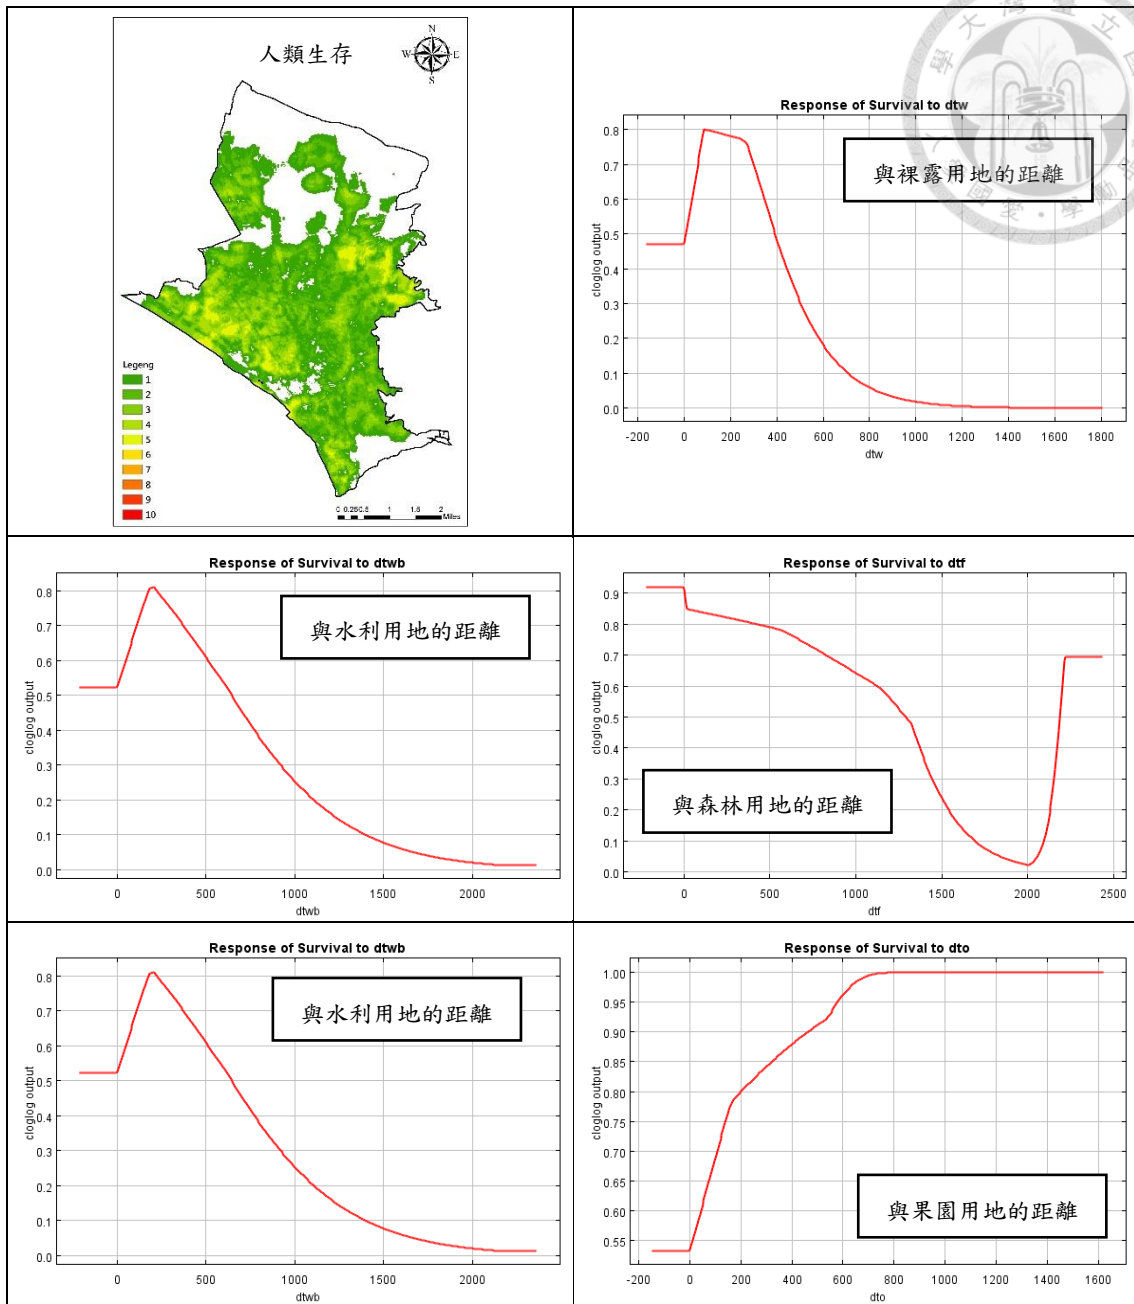 人類生存
N
W
E
S
Legeng
1
2
3
4
5
6
7
8
9
10
0 0.25 0.5 1 1.5 2
Miles
Response of Survival to dtw
與裸露用地的距離
cloglog output
0.8
0.7
0.6
0.5
0.4
0.3
0.2
0.1
0.0
-200 0 200 400 600 800 1000 1200 1400 1600 1800
dtw
Response of Survival to dtwb
與水利用地的距離
cloglog output
0.8
0.7
0.6
0.5
0.4
0.3
0.2
0.1
0.0
0 500 1000 1500 2000
dtwb
Response of Survival to dtf
與森林用地的距離
cloglog output
0.9
0.8
0.7
0.6
0.5
0.4
0.3
0.2
0.1
0.0
0 500 1000 1500 2000 2500
dtf
Response of Survival to dtwb
與水利用地的距離
cloglog output
0.8
0.7
0.6
0.5
0.4
0.3
0.2
0.1
0.0
0 500 1000 1500 2000
dtwb
Response of Survival to dto
與果園用地的距離
cloglog output
1.00
0.95
0.90
0.85
0.80
0.75
0.70
0.65
0.60
0.55
-200 0 200 400 600 800 1000 1200 1400 1600
dto